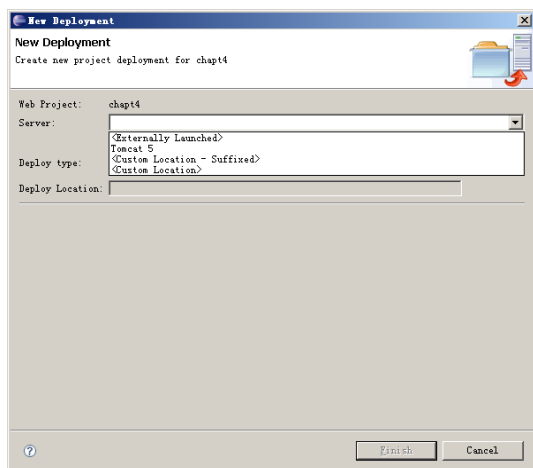 New Deployment
New Deployment
Create new project deployment for chapt4
Web Project: chapt4
Server:
<Externally Launched>
Tomcat 5
<Custom Location - Suffixed>
<Custom Location>
Deploy type:
Deploy Location:
?
Finish Cancel